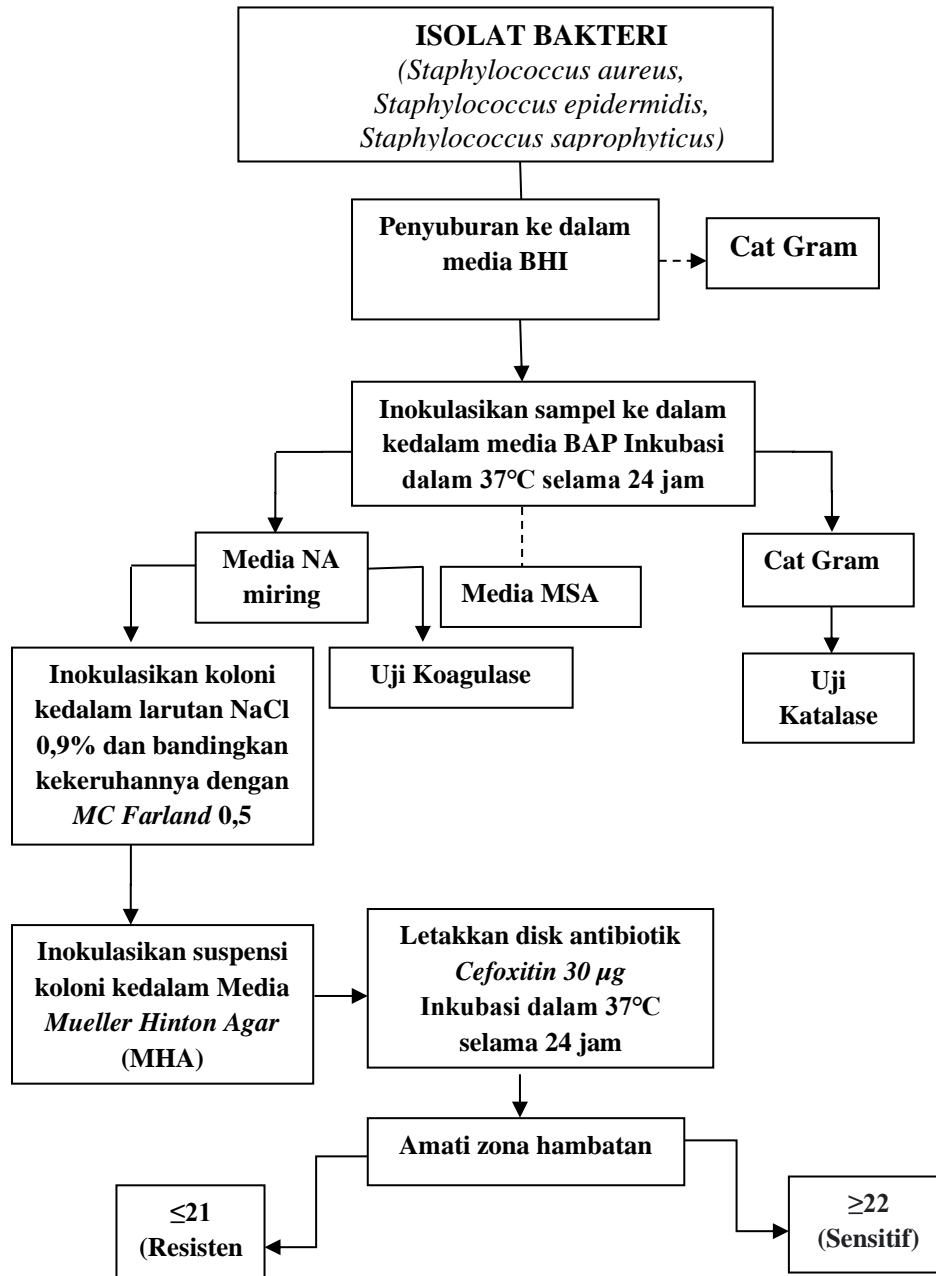 ISOLAT BAKTERI
(Staphylococcus aureus,
Staphylococcus epidermidis,
Staphylococcus saprophyticus)
Penyuburan ke dalam
media BHI
Cat Gram
Inokulasikan sampel ke dalam
kedalam media BAP Inkubasi
dalam 37°C selama 24 jam
Media NA
miring
Media MSA
Cat Gram
Uji Koagulase
Uji
Katalase
Inokulasikan koloni
kedalam larutan NaCl
0,9% dan bandingkan
kekeruhannya dengan
MC Farland 0,5
Inokulasikan suspensi
koloni kedalam Media
Mueller Hinton Agar
(MHA)
Letakkan disk antibiotik
Cefoxitin 30 µg
Inkubasi dalam 37°C
selama 24 jam
Amati zona hambatan
≤21
(Resisten
≥22
(Sensitif)